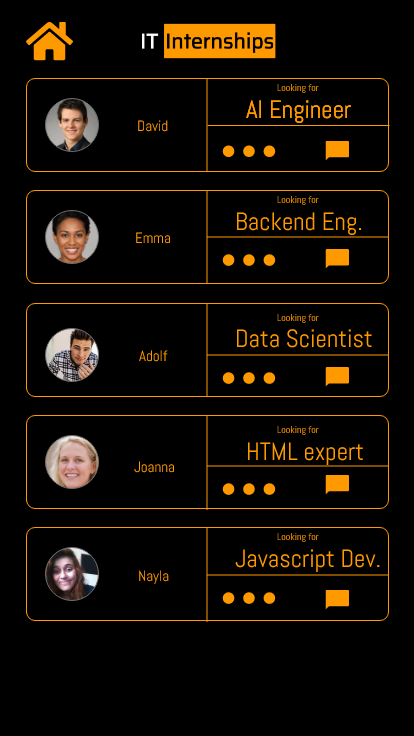 IT Internships
Looking for
AI Engineer
David
Looking for
Backend Eng.
Emma
Looking for
Data Scientist
Adolf
Looking for
HTML expert
Joanna
Looking for
Javascript Dev.
Nayla